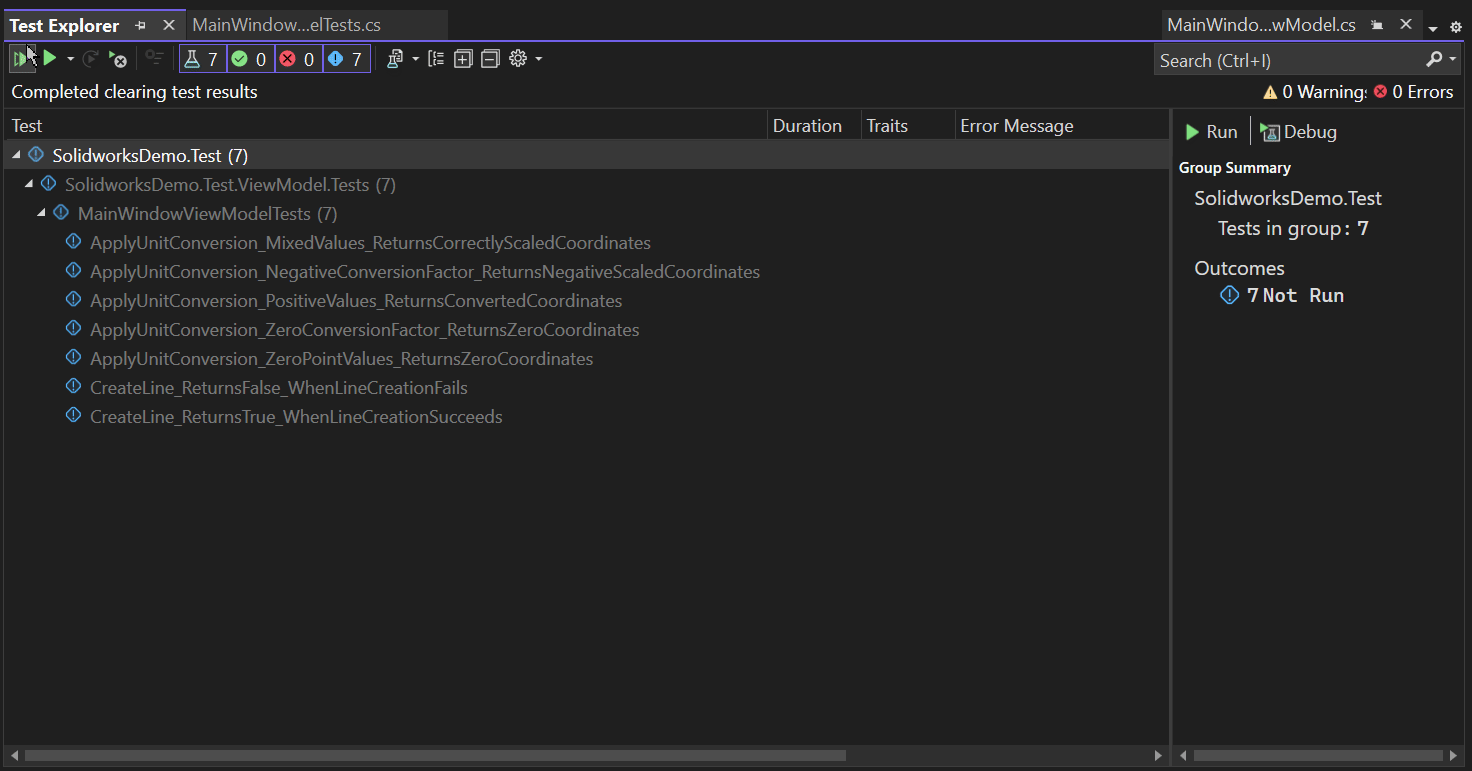 Test Explorer MainWindow...elTests.cs MainWindo...wModel.cs
7 0 0 7 Search (Ctrl+I)
Completed clearing test results 0 Warning: 0 Errors
Test Duration Traits Error Message
Run Debug
SolidworksDemo.Test (7)
SolidworksDemo.Test.ViewModel.Tests (7)
MainWindowViewModelTests (7)
ApplyUnitConversion_MixedValues_ReturnsCorrectlyScaledCoordinates
ApplyUnitConversion_NegativeConversionFactor_ReturnsNegativeScaledCoordinates
ApplyUnitConversion_PositiveValues_ReturnsConvertedCoordinates
ApplyUnitConversion_ZeroConversionFactor_ReturnsZeroCoordinates
ApplyUnitConversion_ZeroPointValues_ReturnsZeroCoordinates
CreateLine_ReturnsFalse_WhenLineCreationFails
CreateLine_ReturnsTrue_WhenLineCreationSucceeds
Group Summary
SolidworksDemo.Test
Tests in group: 7
Outcomes
7 Not Run